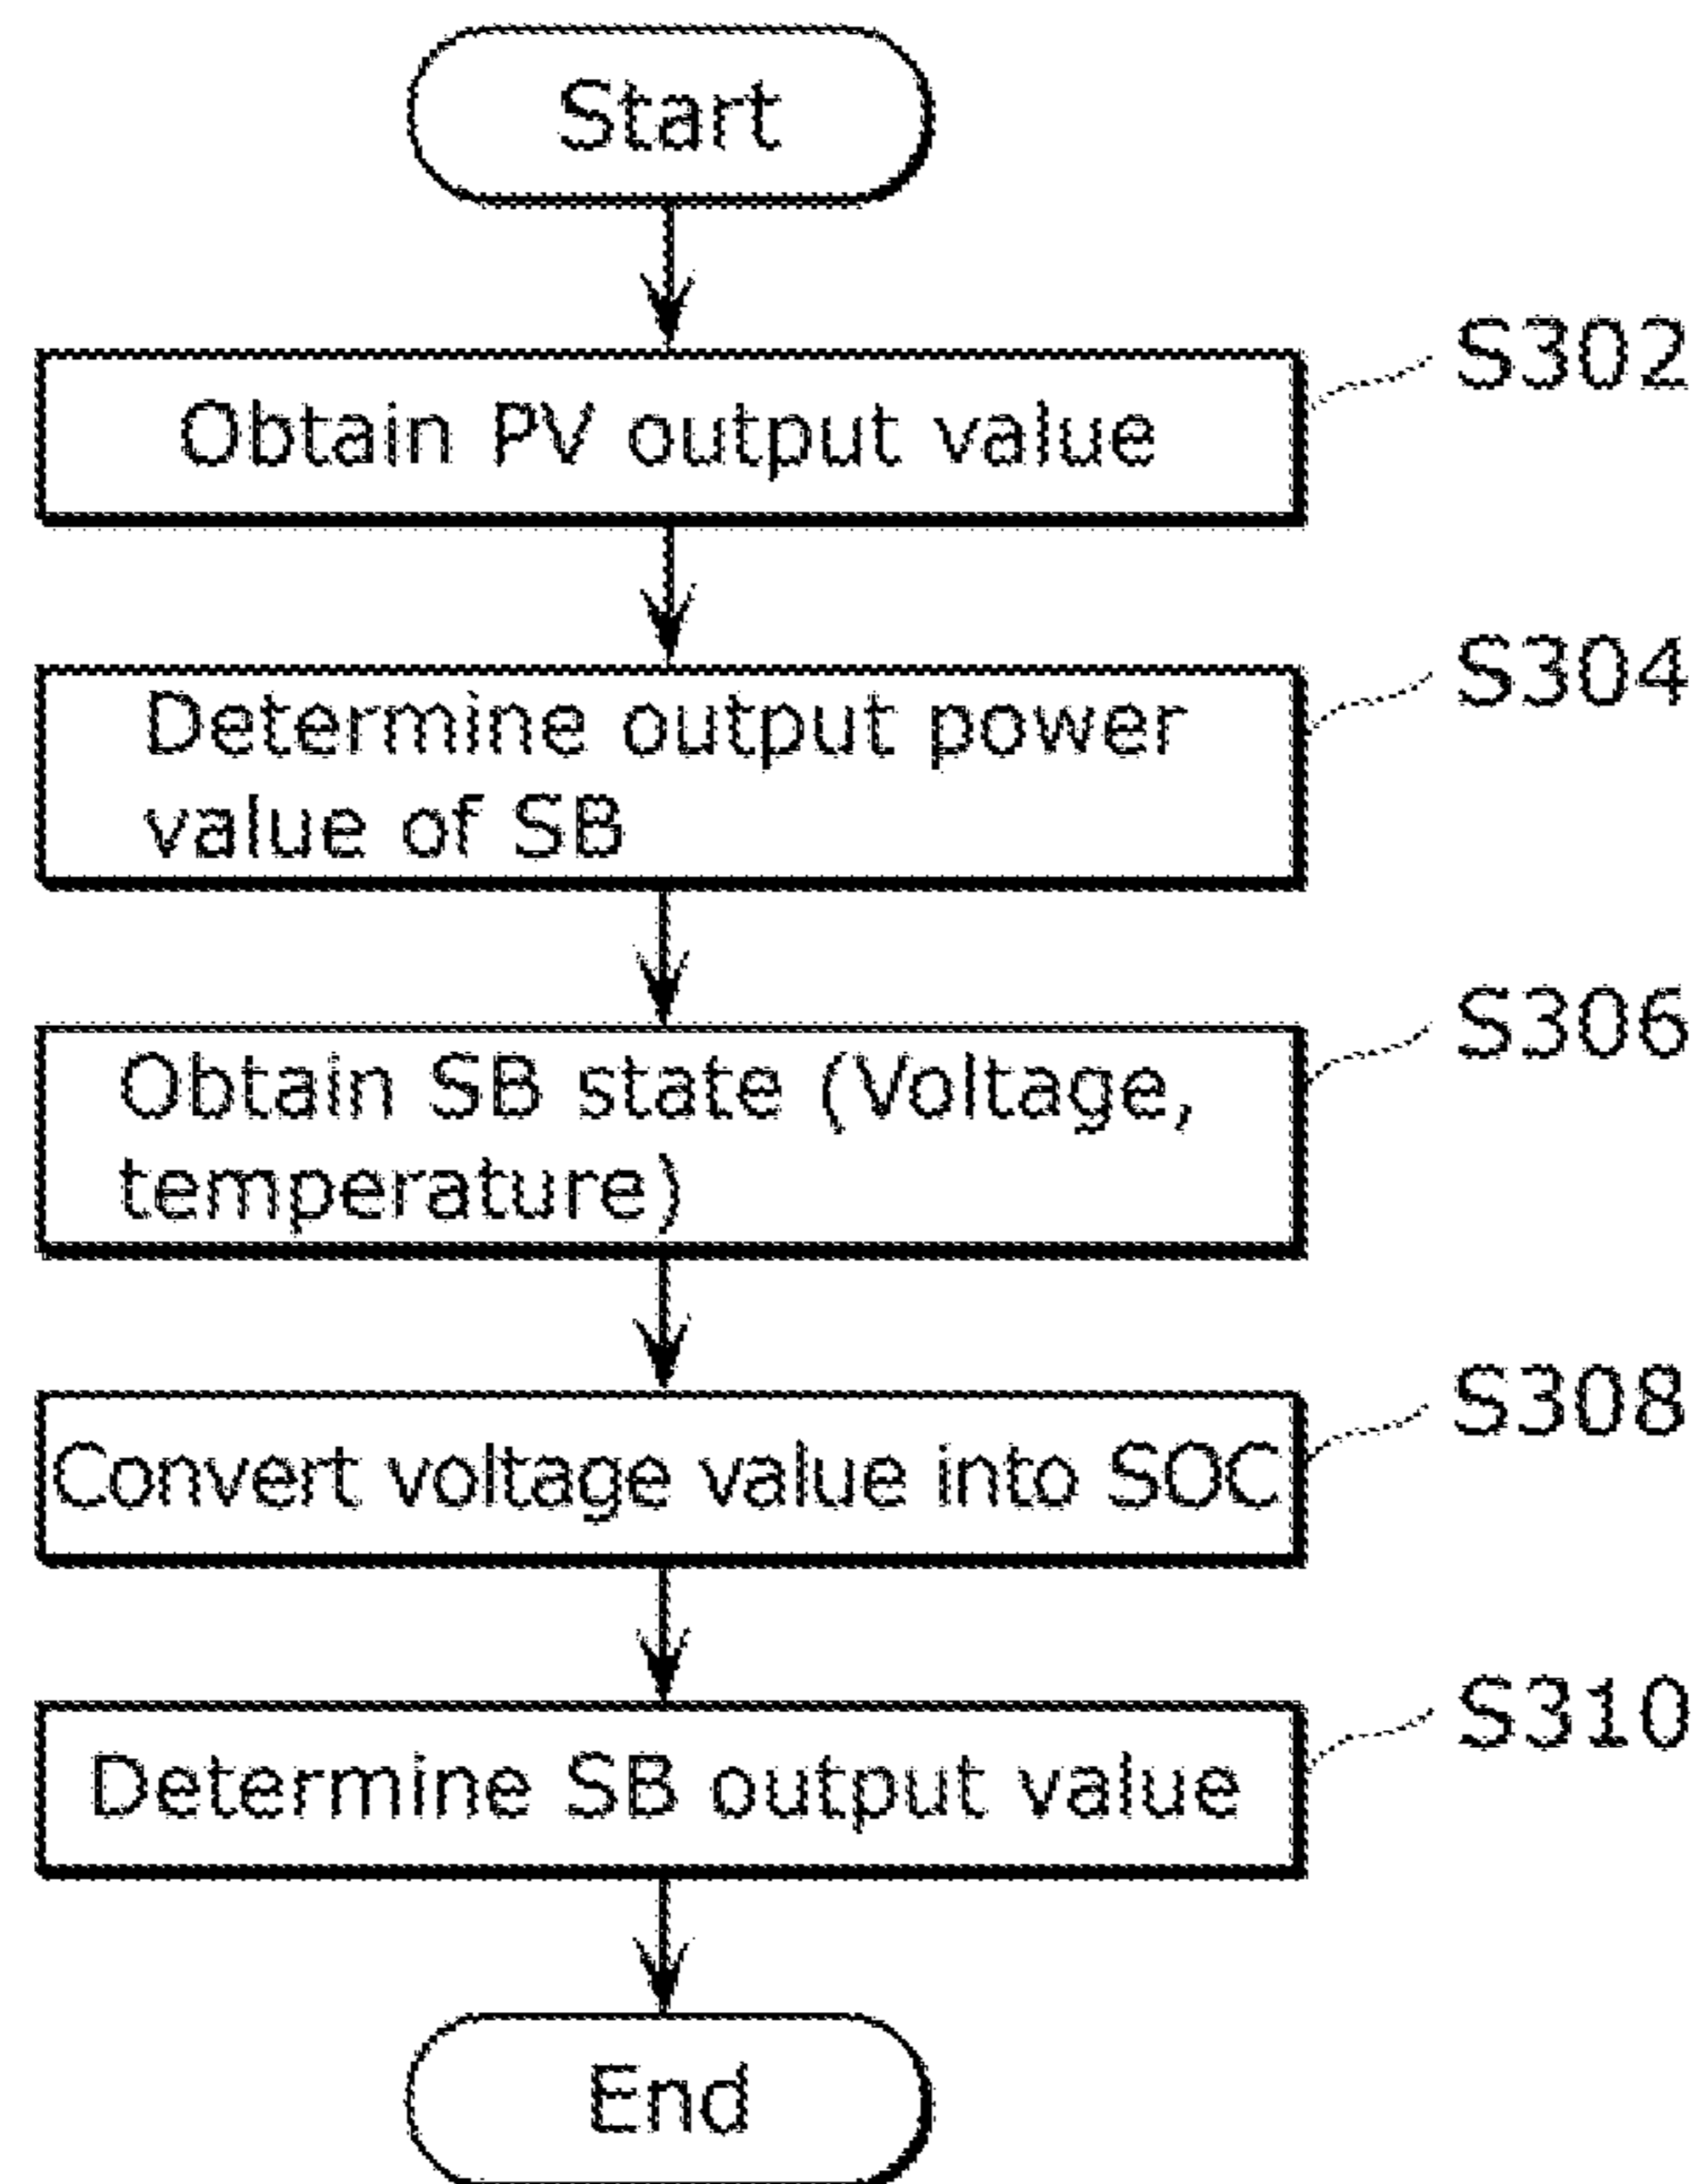 Start
S302
Obtain PV output value
S304
Determine output power
value of SB
S306
Obtain SB state (Voltage,
temperature)
S308
Convert voltage value into SOC
S310
Determine SB output value
End